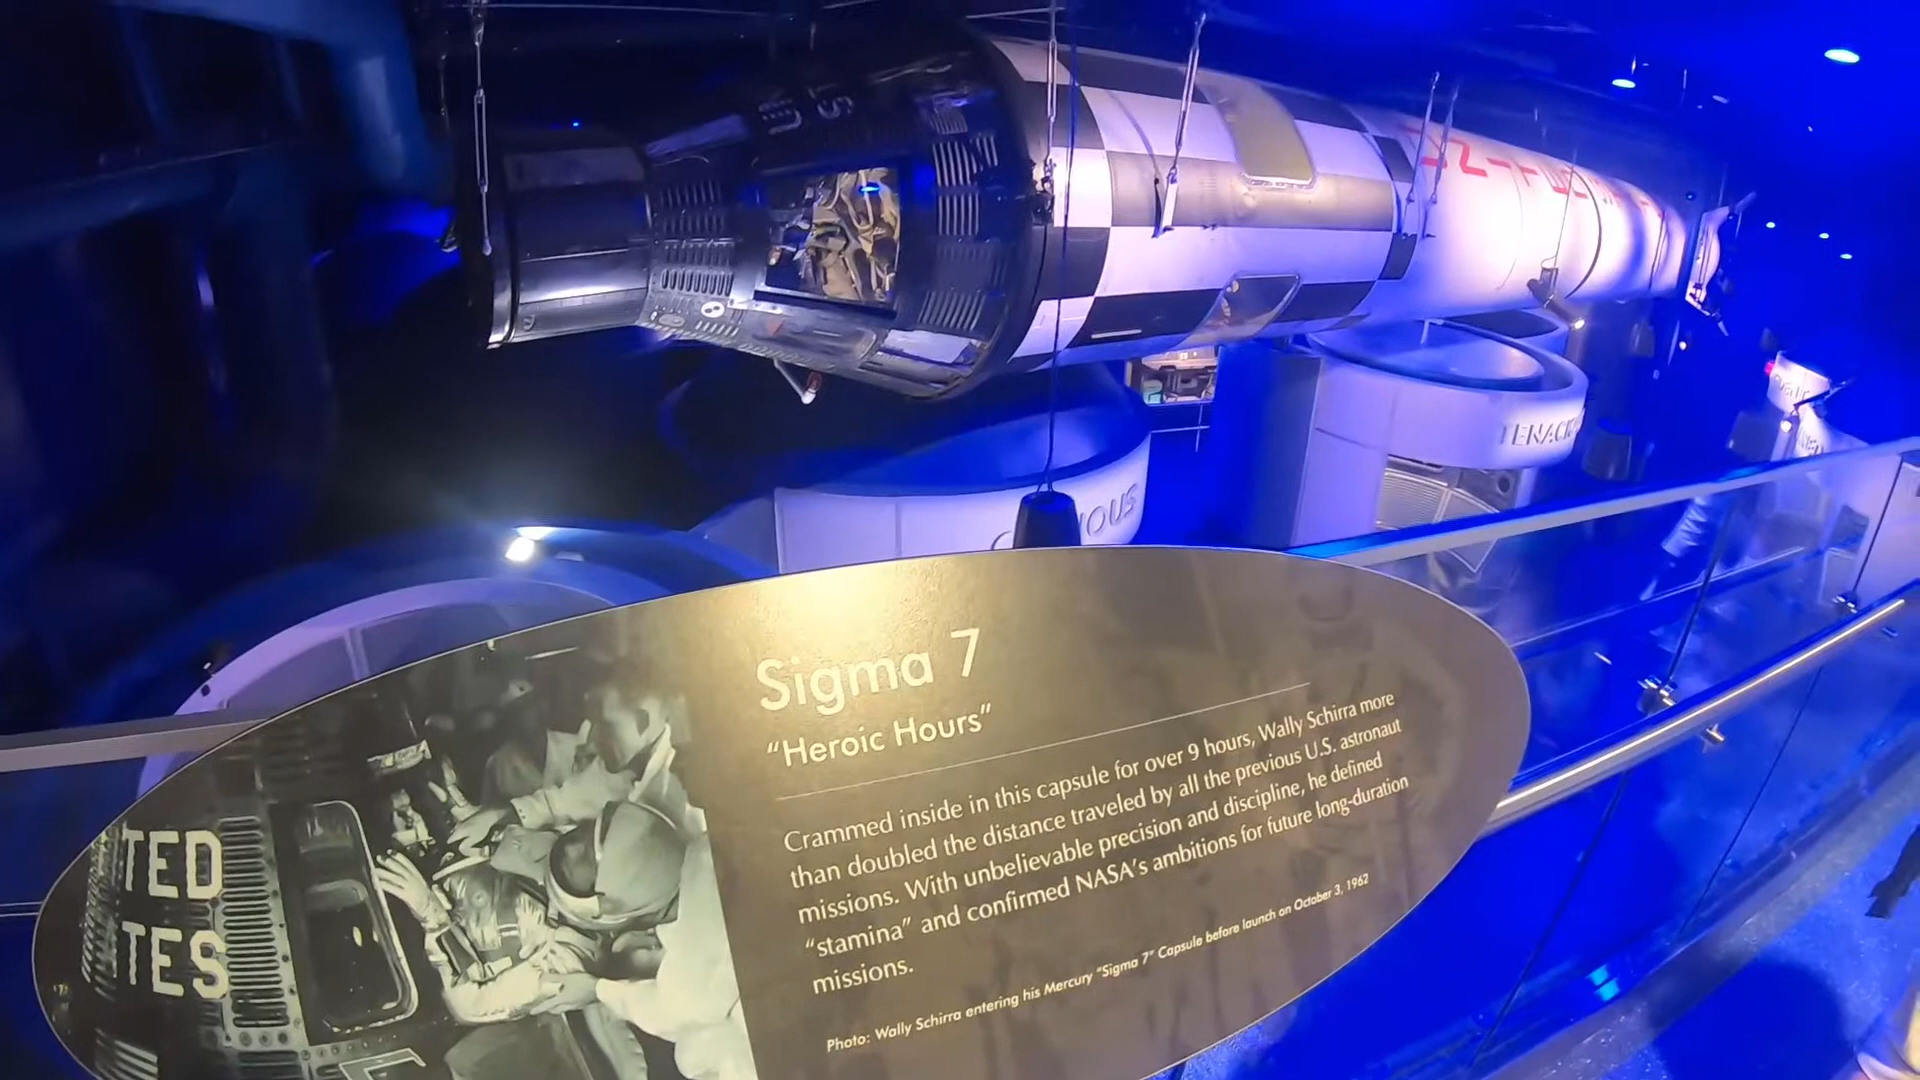 TENAC
IOUS
Sigma 7
“Heroic Hours”
Crammed inside in this capsule for over 9 hours, Wally Schirra more
than doubled the distance traveled by all the previous U.S. astronaut
missions. With unbelievable precision and discipline, he defined
“stamina” and confirmed NASA’s ambitions for future long-duration
missions.
Photo: Wally Schirra entering his Mercury “Sigma 7” Capsule before launch on October 3, 1962
TED
TES